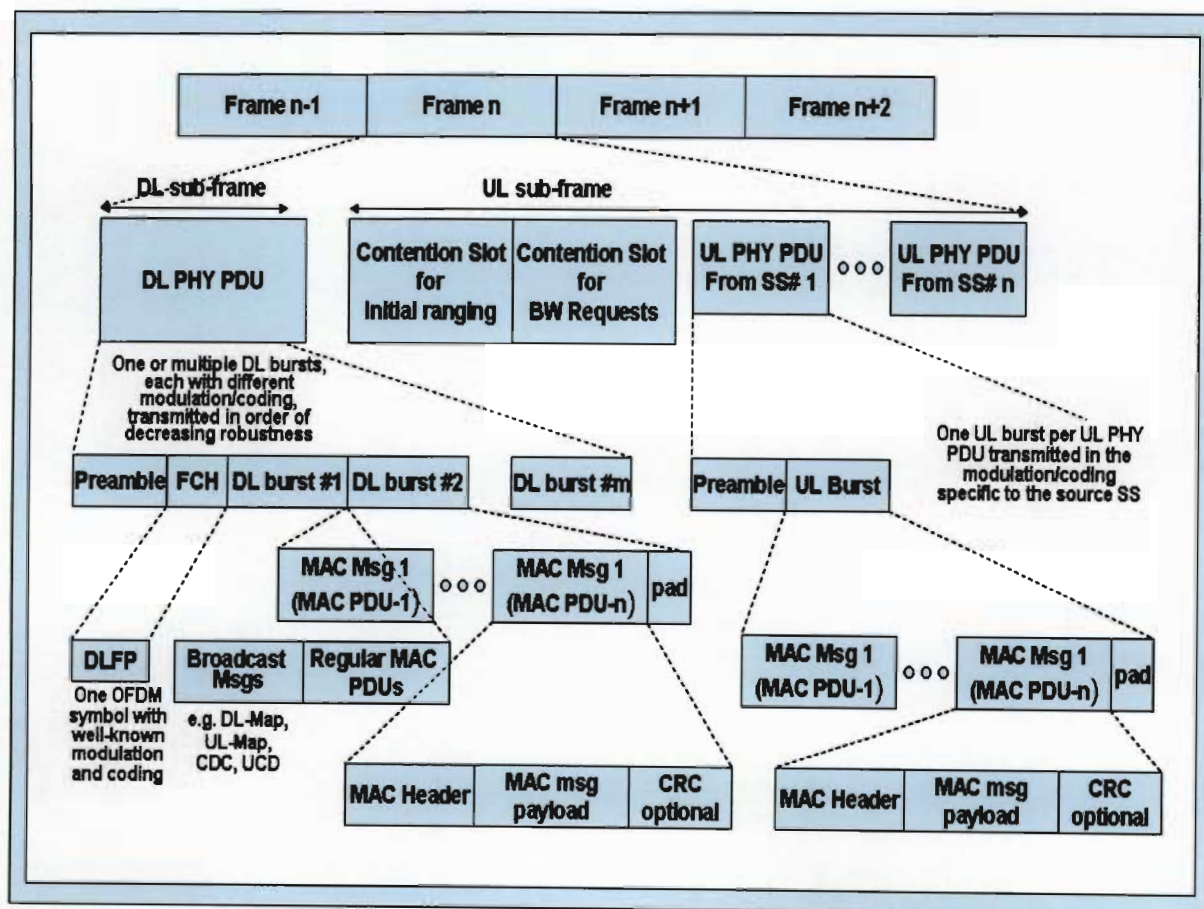 Frame n-1
Frame n
Frame n+1
Frame n+2
DL-sub-frame
UL sub-frame
DL PHY PDU
Contention Slot
for
Initial ranging
Contention Slot
for
BW Requests
UL PHY PDU
From SS# 1
UL PHY PDU
From SS# n
One or multiple DL bursts,
each with different
modulation/coding,
transmitted in order of
decreasing robustness
One UL burst per UL PHY
PDU transmitted in the
modulation/coding
specific to the source SS
Preamble
FCH
DL burst #1
DL burst #2
DL burst #m
Preamble
UL Burst
MAC Msg 1
(MAC PDU-1)
MAC Msg 1
(MAC PDU-n)
pad
DLFP
Broadcast
Msgs
Regular MAC
PDUs
MAC Msg 1
(MAC PDU-1)
MAC Msg 1
(MAC PDU-n)
pad
One OFDM
symbol with
well-known
modulation
and coding
e.g. DL-Map,
UL-Map,
CDC, UCD
MAC Header
MAC msg
payload
CRC
optional
MAC Header
MAC msg
payload
CRC
optional